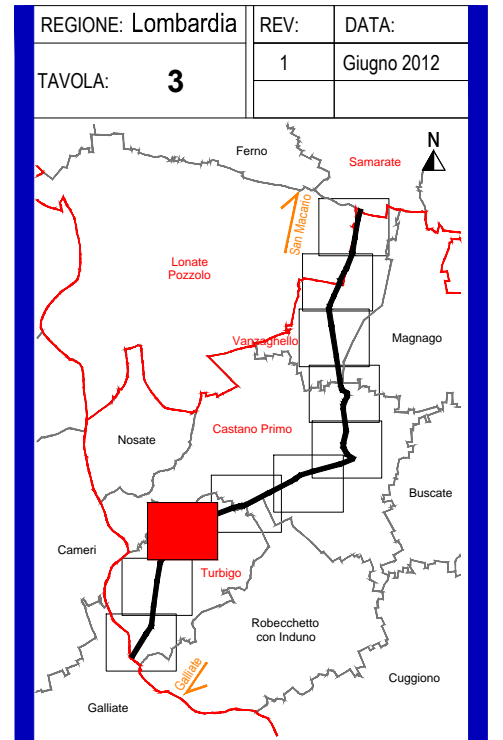 REGIONE: Lombardia
REV:
DATA:
TAVOLA: 3
1
Giugno 2012
Ferno
N
Samarate
San Macario
Lonate
Pozzolo
Vanzaghello
Magnago
Castano Primo
Nosate
Buscate
Cameri
Turbigo
Robecchetto
con Induno
Galliate
Cuggiono
Galliate